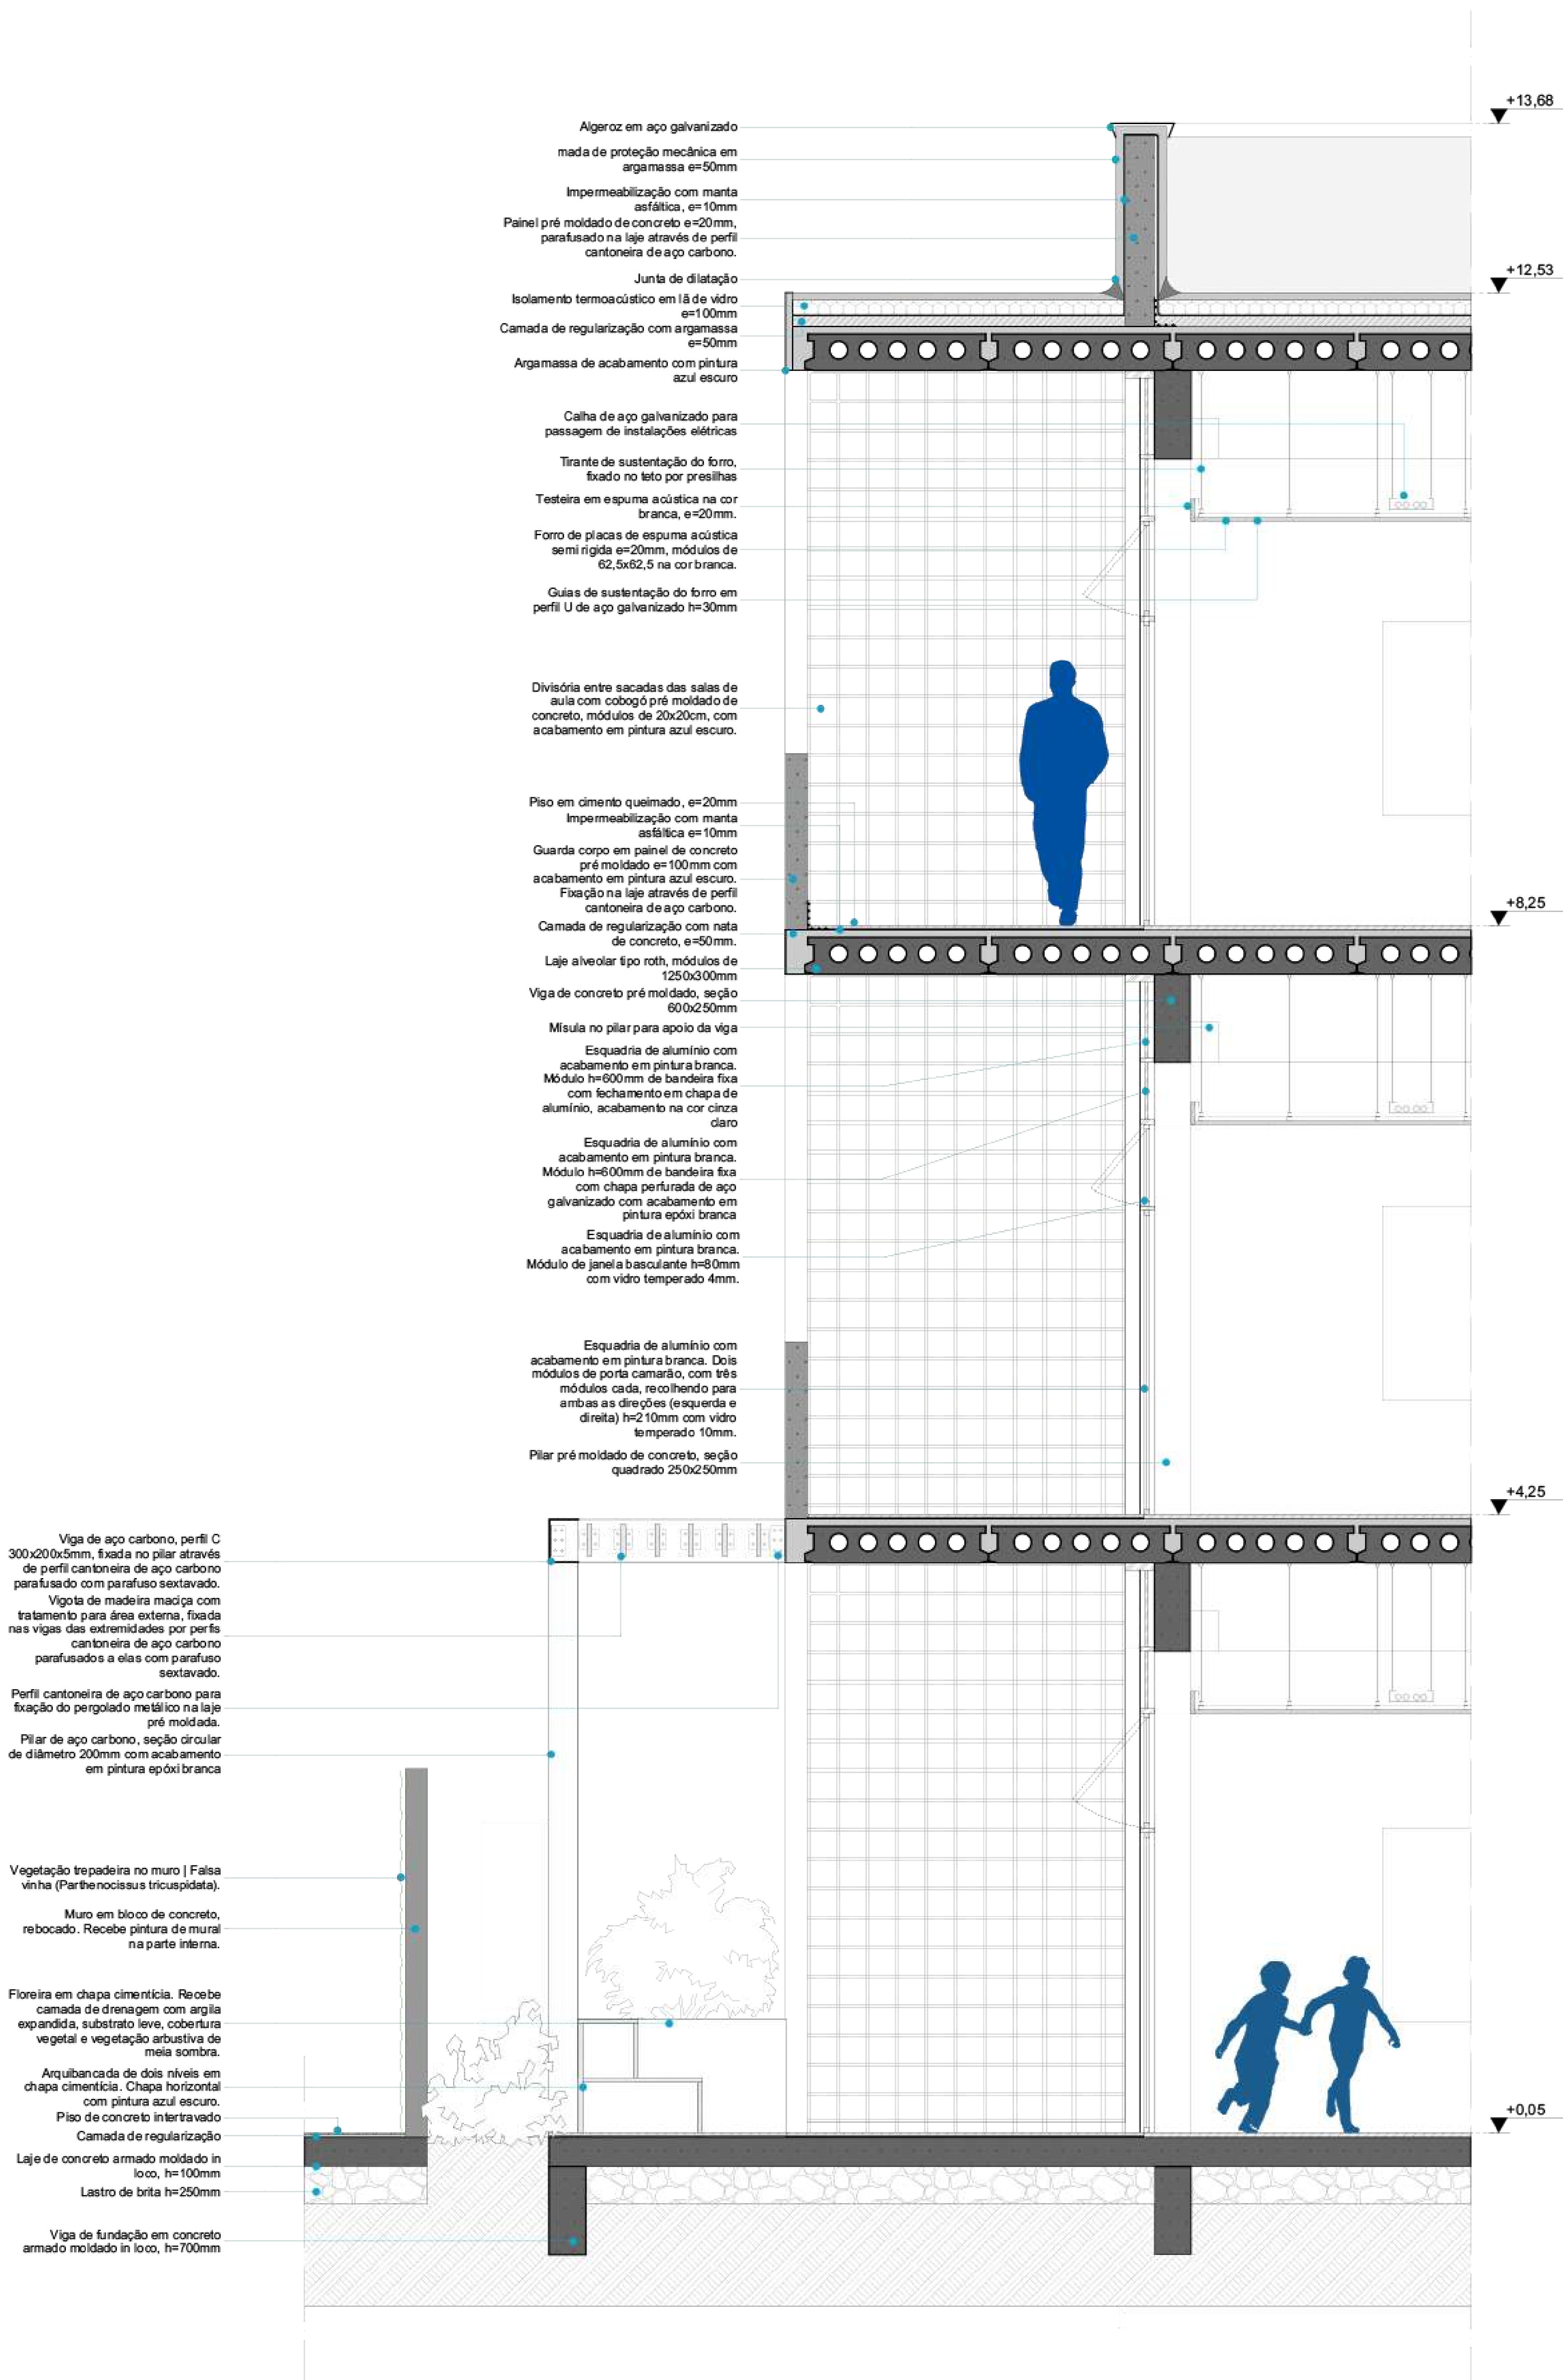 +13,68
Algeroz em aço galvanizado
mada de proteção mecânica em
argamassa e=50mm
Impermeabilização com manta
asfáltica, e=10mm
Painel pré moldado de concreto e=20mm,
parafusado na laje através de perfil
cantoneira de aço carbono.
+12,53
Junta de dilatação
Isolamento termoacústico em lã de vidro
e=100mm
Camada de regularização com argamassa
e=50mm
Argamassa de acabamento com pintura
azul escuro
Calha de aço galvanizado para
passagem de instalações elétricas
Tirante de sustentação do forro,
fixado no teto por presilhas
Testeira em espuma acústica na cor
branca, e=20mm.
Forro de placas de espuma acústica
semi rigida e=20mm, módulos de
62,5x62,5 na cor branca.
Guias de sustentação do forro em
perfil U de aço galvanizado h=30mm
Divisória entre sacadas das salas de
aula com cobogó pré moldado de
concreto, módulos de 20x20cm, com
acabamento em pintura azul escuro.
Piso em cimento queimado, e=20mm
Impermeabilização com manta
asfáltica e=10mm
Guarda corpo em painel de concreto
pré moldado e=100mm com
acabamento em pintura azul escuro.
Fixação na laje através de perfil
cantoneira de aço carbono.
+8,25
Camada de regularização com nata
de concreto, e=50mm.
Laje alveolar tipo roth, módulos de
1250x300mm
Viga de concreto pré moldado, seção
600x250mm
Mísula no pilar para apoio da viga
Esquadria de alumínio com
acabamento em pintura branca.
Módulo h=600mm de bandeira fixa
com fechamento em chapa de
alumínio, acabamento na cor cinza
claro
Esquadria de alumínio com
acabamento em pintura branca.
Módulo h=600mm de bandeira fixa
com chapa perfurada de aço
galvanizado com acabamento em
pintura epóxi branca
Esquadria de alumínio com
acabamento em pintura branca.
Módulo de janela basculante h=80mm
com vidro temperado 4mm.
Esquadria de alumínio com
acabamento em pintura branca. Dois
módulos de porta camarão, com três
módulos cada, recolhendo para
ambas as direções (esquerda e
direita) h=210mm com vidro
temperado 10mm.
Pilar pré moldado de concreto, seção
quadrado 250x250mm
+4,25
Viga de aço carbono, perfil C
300x200x5mm, fixada no pilar através
de perfil cantoneira de aço carbono
parafusado com parafuso sextavado.
Vigota de madeira maciça com
tratamento para área externa, fixada
nas vigas das extremidades por perfis
cantoneira de aço carbono
parafusados a elas com parafuso
sextavado.
Perfil cantoneira de aço carbono para
fixação do pergolado metálico na laje
pré moldada.
Pilar de aço carbono, seção circular
de diâmetro 200mm com acabamento
em pintura epóxi branca
Vegetação trepadeira no muro | Falsa
vinha (Parthenocissus tricuspidata).
Muro em bloco de concreto,
rebocado. Recebe pintura de mural
na parte interna.
Floreira em chapa cimentícia. Recebe
camada de drenagem com argila
expandida, substrato leve, cobertura
vegetal e vegetação arbustiva de
meia sombra.
Arquibancada de dois níveis em
chapa cimentícia. Chapa horizontal
com pintura azul escuro.
+0,05
Piso de concreto intertravado
Camada de regularização
Laje de concreto armado moldado in
loco, h=100mm
Lastro de brita h=250mm
Viga de fundação em concreto
armado moldado in loco, h=700mm